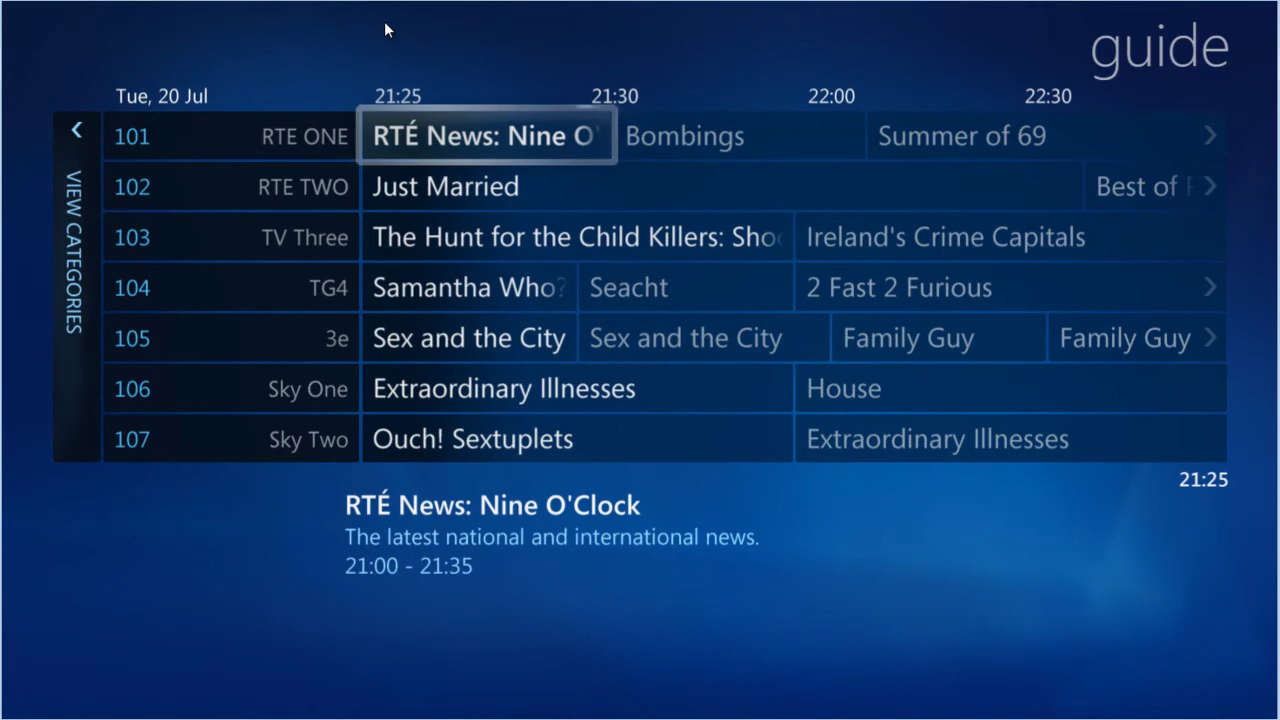 guide
Tue, 20 Jul 21:25 21:30 22:00 22:30
101 RTE ONE RTÉ News: Nine O' Bombings Summer of 69
102 RTE TWO Just Married Best of
103 TV Three The Hunt for the Child Killers: Sho Ireland's Crime Capitals
104 TG4 Samantha Who? Seacht 2 Fast 2 Furious
105 3e Sex and the City Sex and the City Family Guy Family Guy
106 Sky One Extraordinary Illnesses House
107 Sky Two Ouch! Sextuplets Extraordinary Illnesses
VIEW CATEGORIES
21:25
RTÉ News: Nine O'Clock
The latest national and international news.
21:00 - 21:35